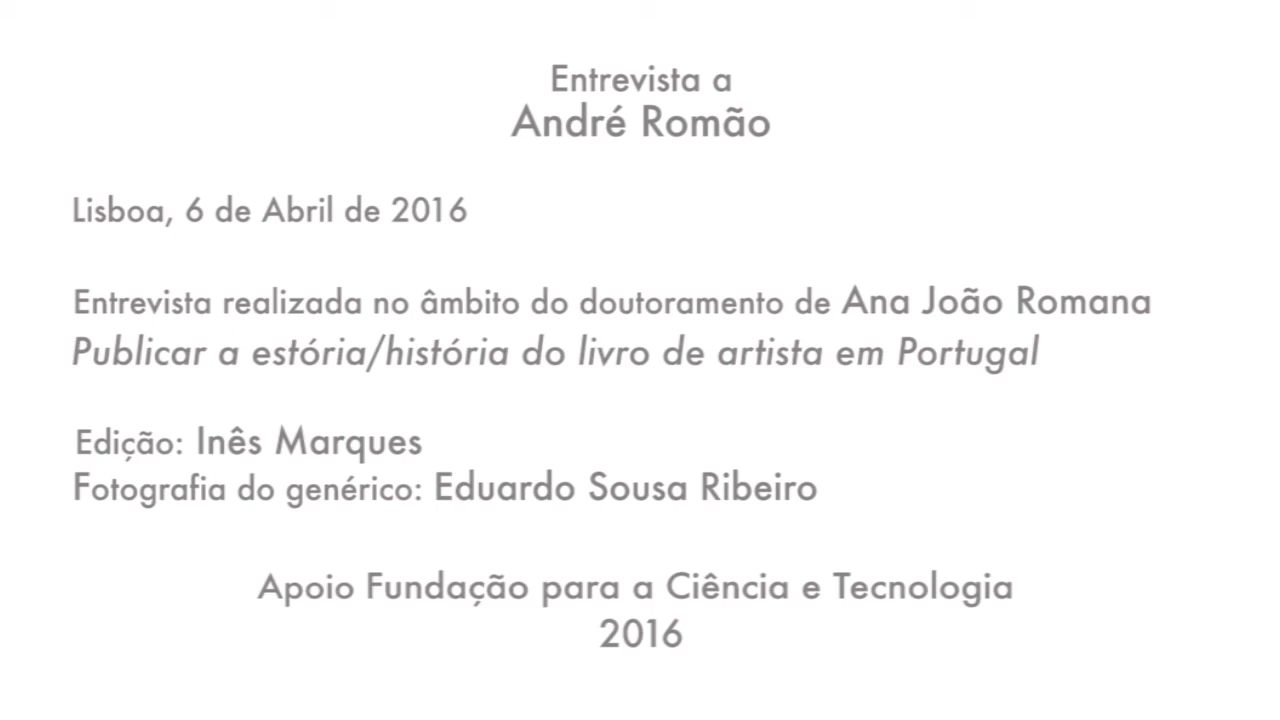 Entrevista a
André Romão
Lisboa, 6 de Abril de 2016
Entrevista realizada no âmbito do doutoramento de Ana João Romana
Publicar a estória/história do livro de artista em Portugal
Edição: Inês Marques
Fotografia do genérico: Eduardo Sousa Ribeiro
Apoio Fundação para a Ciência e Tecnologia
2016